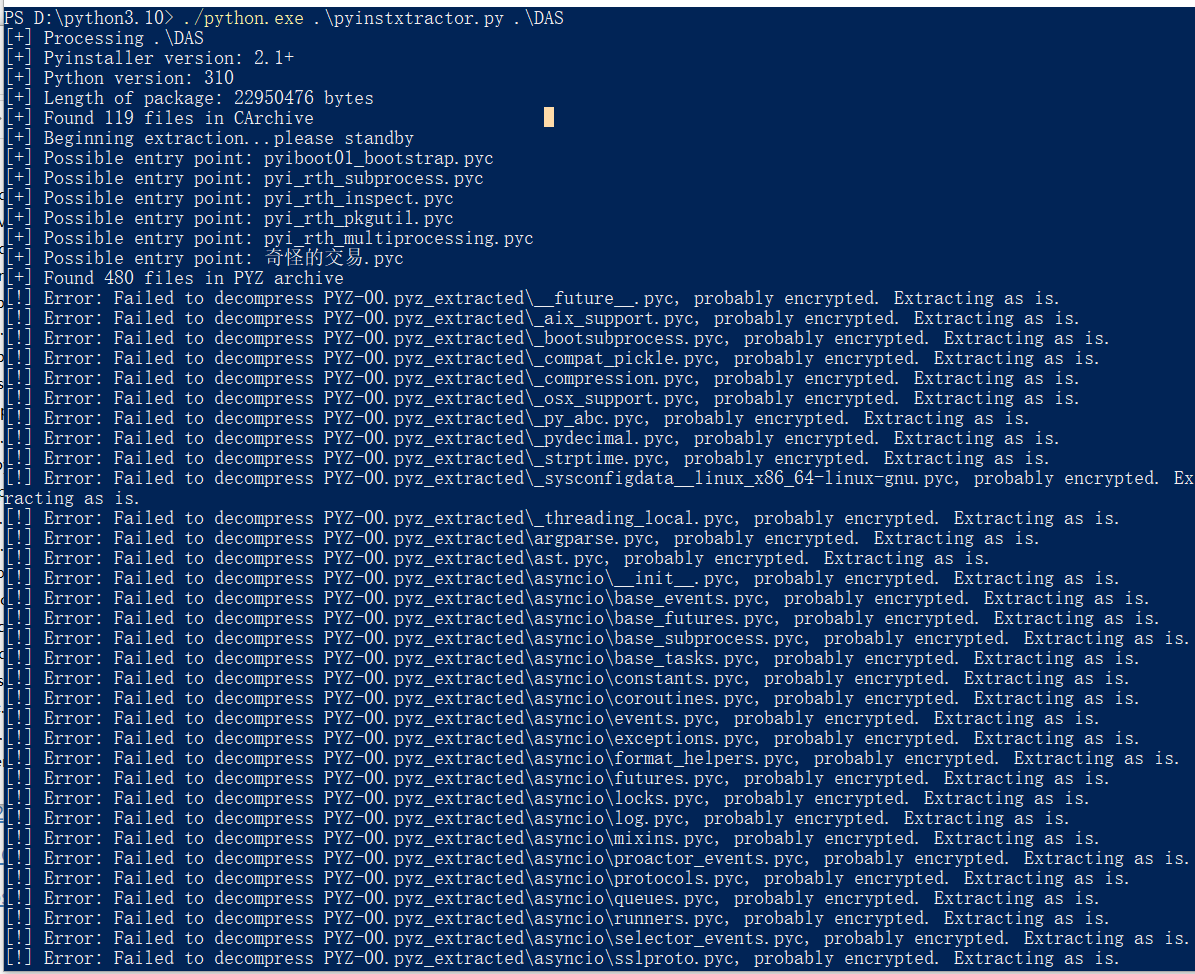 PS D:\python3.10> ./python.exe .\pyinstxtractor.py .\DAS
[+] Processing .\DAS
[+] Pyinstaller version: 2.1+
[+] Python version: 310
[+] Length of package: 22950476 bytes
[+] Found 119 files in CArchive
[+] Beginning extraction...please standby
[+] Possible entry point: pyiboot01_bootstrap.pyc
[+] Possible entry point: pyi_rth_subprocess.pyc
[+] Possible entry point: pyi_rth_inspect.pyc
[+] Possible entry point: pyi_rth_pkgutil.pyc
[+] Possible entry point: pyi_rth_multiprocessing.pyc
[+] Possible entry point: 奇怪的交易.pyc
[+] Found 480 files in PYZ archive
[!] Error: Failed to decompress PYZ-00.pyz_extracted\__future__.pyc, probably encrypted. Extracting as is.
[!] Error: Failed to decompress PYZ-00.pyz_extracted\_aix_support.pyc, probably encrypted. Extracting as is.
[!] Error: Failed to decompress PYZ-00.pyz_extracted\_bootsubprocess.pyc, probably encrypted. Extracting as is.
[!] Error: Failed to decompress PYZ-00.pyz_extracted\_compat_pickle.pyc, probably encrypted. Extracting as is.
[!] Error: Failed to decompress PYZ-00.pyz_extracted\_compression.pyc, probably encrypted. Extracting as is.
[!] Error: Failed to decompress PYZ-00.pyz_extracted\_osx_support.pyc, probably encrypted. Extracting as is.
[!] Error: Failed to decompress PYZ-00.pyz_extracted\_py_abc.pyc, probably encrypted. Extracting as is.
[!] Error: Failed to decompress PYZ-00.pyz_extracted\_pydecimal.pyc, probably encrypted. Extracting as is.
[!] Error: Failed to decompress PYZ-00.pyz_extracted\_strptime.pyc, probably encrypted. Extracting as is.
[!] Error: Failed to decompress PYZ-00.pyz_extracted\_sysconfigdata__linux_x86_64-linux-gnu.pyc, probably encrypted. Ex
racting as is.
[!] Error: Failed to decompress PYZ-00.pyz_extracted\_threading_local.pyc, probably encrypted. Extracting as is.
[!] Error: Failed to decompress PYZ-00.pyz_extracted\argparse.pyc, probably encrypted. Extracting as is.
[!] Error: Failed to decompress PYZ-00.pyz_extracted\ast.pyc, probably encrypted. Extracting as is.
[!] Error: Failed to decompress PYZ-00.pyz_extracted\asyncio\__init__.pyc, probably encrypted. Extracting as is.
[!] Error: Failed to decompress PYZ-00.pyz_extracted\asyncio\base_events.pyc, probably encrypted. Extracting as is.
[!] Error: Failed to decompress PYZ-00.pyz_extracted\asyncio\base_futures.pyc, probably encrypted. Extracting as is.
[!] Error: Failed to decompress PYZ-00.pyz_extracted\asyncio\base_subprocess.pyc, probably encrypted. Extracting as is.
[!] Error: Failed to decompress PYZ-00.pyz_extracted\asyncio\base_tasks.pyc, probably encrypted. Extracting as is.
[!] Error: Failed to decompress PYZ-00.pyz_extracted\asyncio\constants.pyc, probably encrypted. Extracting as is.
[!] Error: Failed to decompress PYZ-00.pyz_extracted\asyncio\coroutines.pyc, probably encrypted. Extracting as is.
[!] Error: Failed to decompress PYZ-00.pyz_extracted\asyncio\events.pyc, probably encrypted. Extracting as is.
[!] Error: Failed to decompress PYZ-00.pyz_extracted\asyncio\exceptions.pyc, probably encrypted. Extracting as is.
[!] Error: Failed to decompress PYZ-00.pyz_extracted\asyncio\format_helpers.pyc, probably encrypted. Extracting as is.
[!] Error: Failed to decompress PYZ-00.pyz_extracted\asyncio\futures.pyc, probably encrypted. Extracting as is.
[!] Error: Failed to decompress PYZ-00.pyz_extracted\asyncio\locks.pyc, probably encrypted. Extracting as is.
[!] Error: Failed to decompress PYZ-00.pyz_extracted\asyncio\log.pyc, probably encrypted. Extracting as is.
[!] Error: Failed to decompress PYZ-00.pyz_extracted\asyncio\mixins.pyc, probably encrypted. Extracting as is.
[!] Error: Failed to decompress PYZ-00.pyz_extracted\asyncio\proactor_events.pyc, probably encrypted. Extracting as is.
[!] Error: Failed to decompress PYZ-00.pyz_extracted\asyncio\protocols.pyc, probably encrypted. Extracting as is.
[!] Error: Failed to decompress PYZ-00.pyz_extracted\asyncio\queues.pyc, probably encrypted. Extracting as is.
[!] Error: Failed to decompress PYZ-00.pyz_extracted\asyncio\runners.pyc, probably encrypted. Extracting as is.
[!] Error: Failed to decompress PYZ-00.pyz_extracted\asyncio\selector_events.pyc, probably encrypted. Extracting as is.
[!] Error: Failed to decompress PYZ-00.pyz_extracted\asyncio\sslproto.pyc, probably encrypted. Extracting as is.